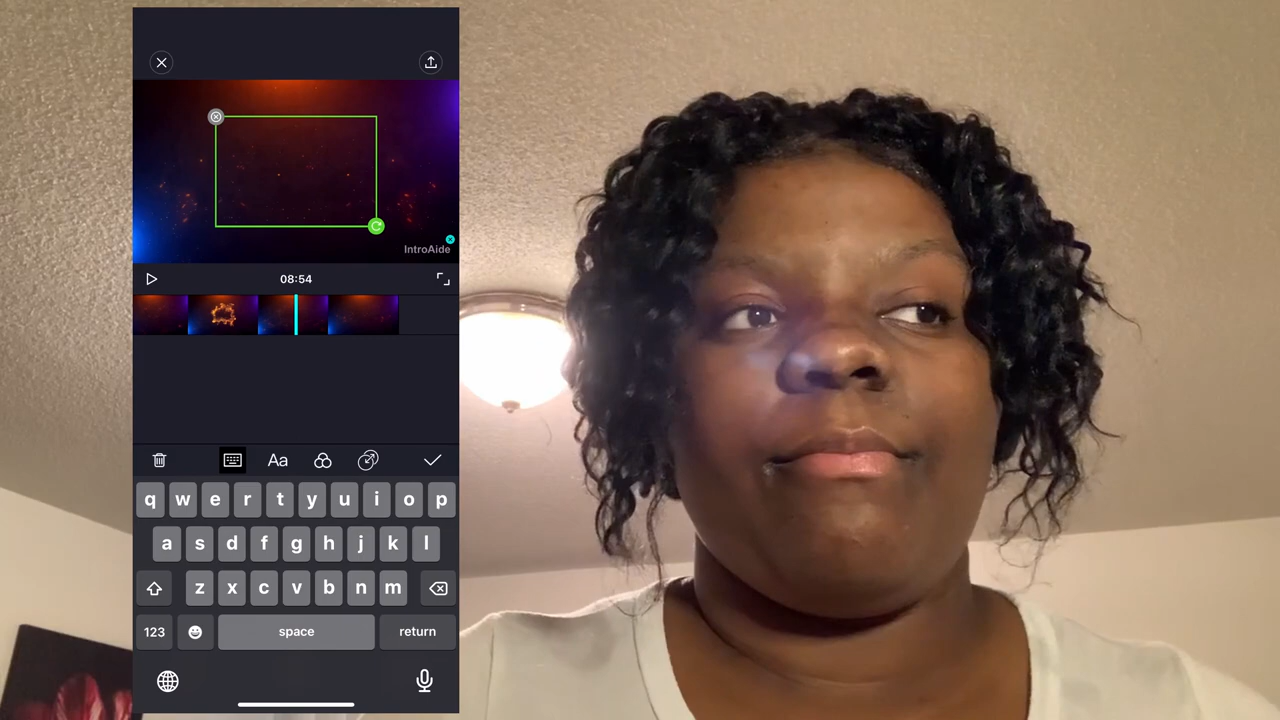 IntroAide
08:54
Aa
q w e r t y u i o p
a s d f g h j k l
z x c v b n m
123 space return